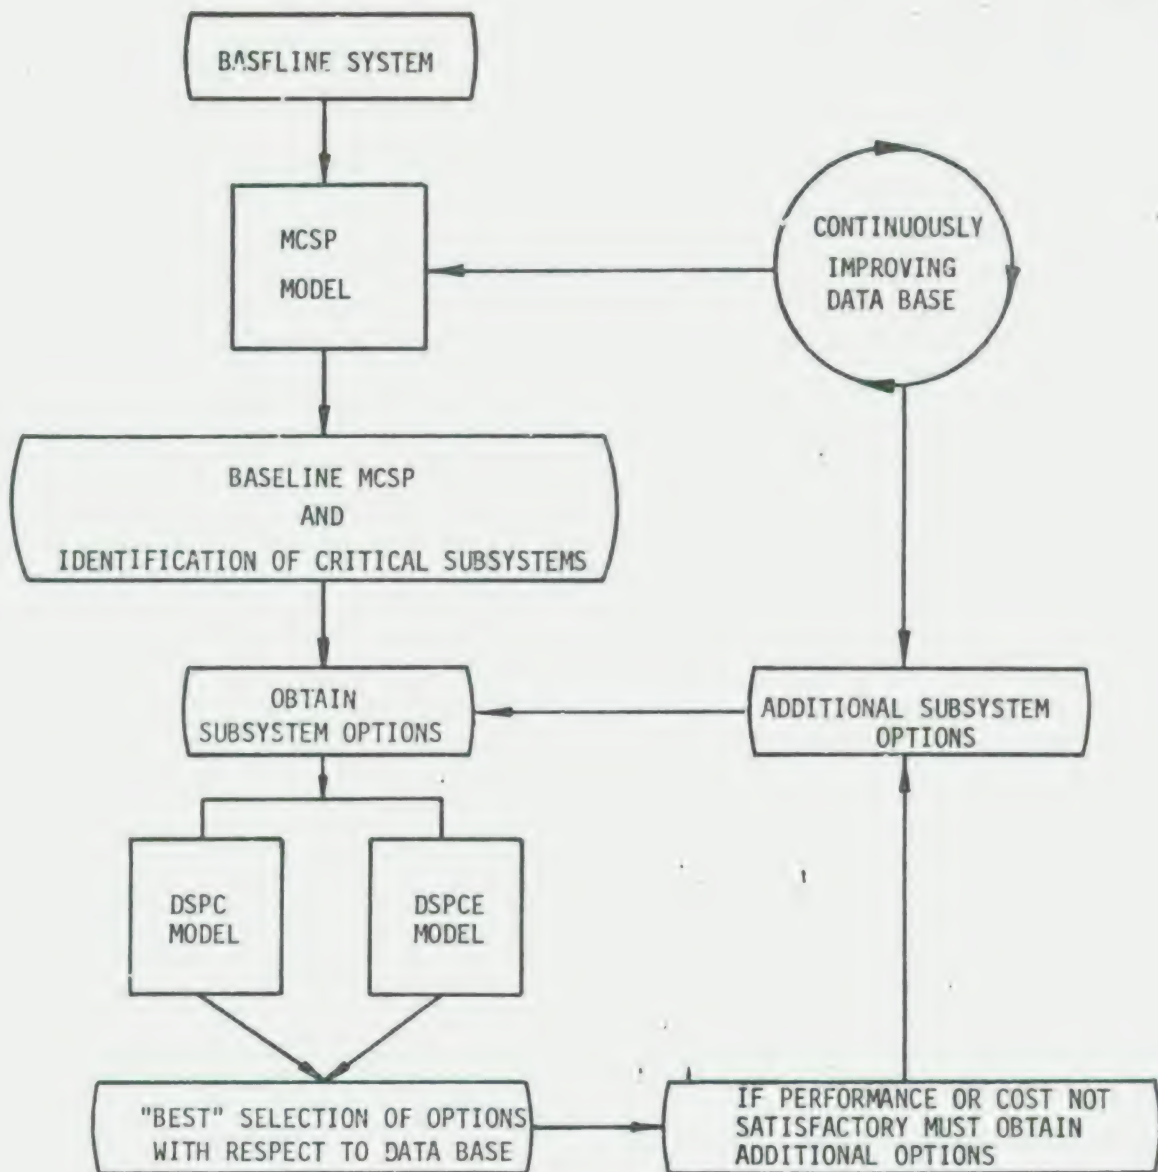 BASELINE SYSTEM
MCSP
MODEL
CONTINUOUSLY
IMPROVING
DATA BASE
BASELINE MCSP
AND
IDENTIFICATION OF CRITICAL SUBSYSTEMS
OBTAIN
SUBSYSTEM OPTIONS
ADDITIONAL SUBSYSTEM
OPTIONS
DSPC
MODEL
DSPCE
MODEL
"BEST" SELECTION OF OPTIONS
WITH RESPECT TO DATA BASE
IF PERFORMANCE OR COST NOT
SATISFACTORY MUST OBTAIN
ADDITIONAL OPTIONS